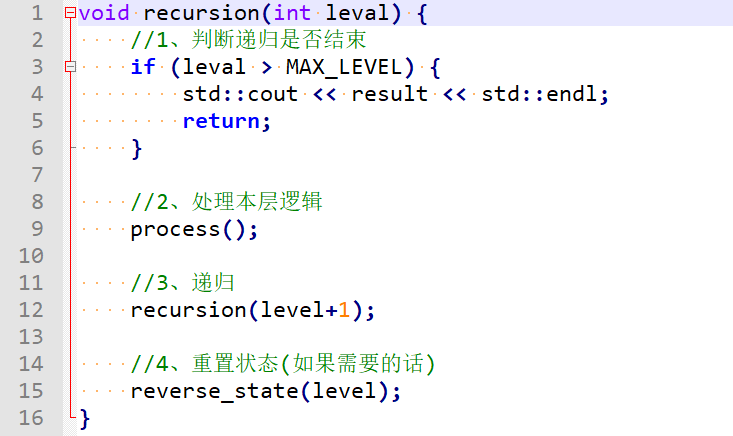 1 void recursion(int leval) {
2 //1、判断递归是否结束
3 if (leval > MAX_LEVEL) {
4 std::cout << result << std::endl;
5 return;
6 }
7
8 //2、处理本层逻辑
9 process();
10
11 //3、递归
12 recursion(level+1);
13
14 //4、重置状态(如果需要的话)
15 reverse_state(level);
16 }